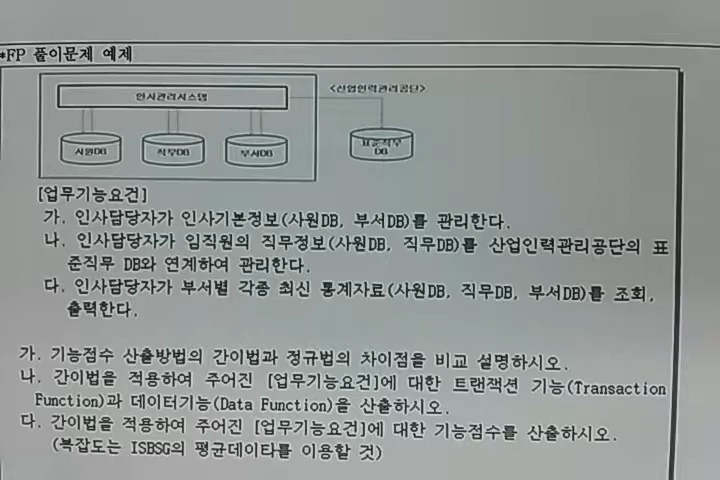 *FP 풀이문제 예제
인사관리시스템
<산업인력관리공단>
사원DB
직무DB
부서DB
표준직무
DB
[업무기능요건]
가. 인사담당자가 인사기본정보(사원DB, 부서DB)를 관리한다.
나. 인사담당자가 임직원의 직무정보(사원DB, 직무DB)를 산업인력관리공단의 표
준직무 DB와 연계하여 관리한다.
다. 인사담당자가 부서별 각종 최신 통계자료(사원DB, 직무DB, 부서DB)를 조회,
출력한다.
가. 기능점수 산출방법의 간이법과 정규법의 차이점을 비교 설명하시오.
나. 간이법을 적용하여 주어진 [업무기능요건]에 대한 트랜잭션 기능(Transaction
Function)과 데이터기능(Data Function)을 산출하시오.
다. 간이법을 적용하여 주어진 [업무기능요건]에 대한 기능점수를 산출하시오.
(복잡도는 ISBSG의 평균데이타를 이용할 것)